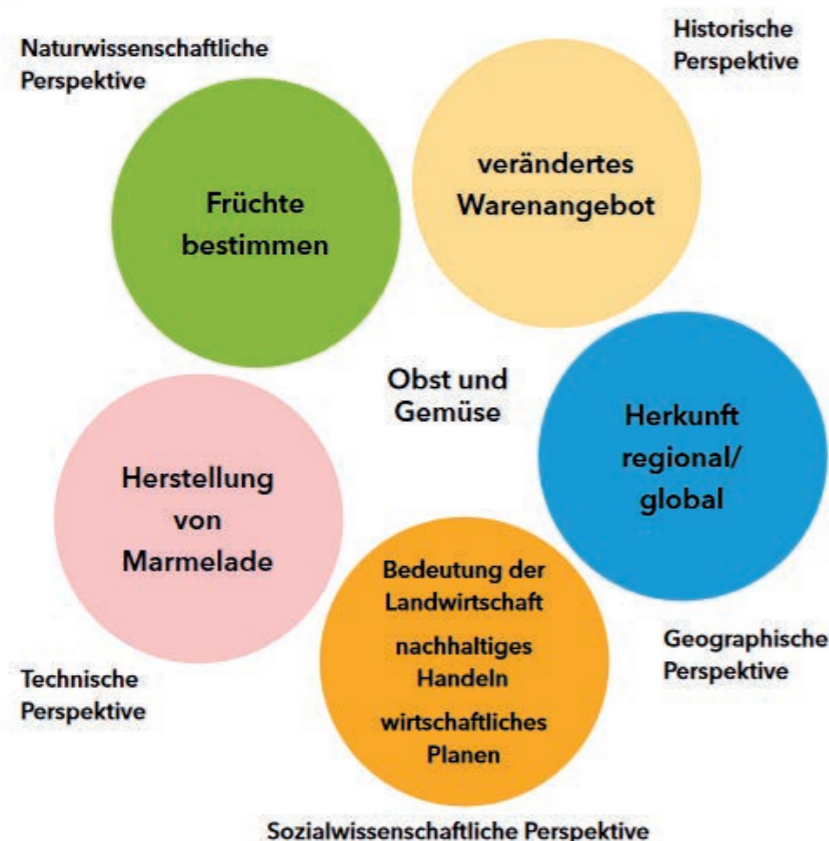 Naturwissenschaftliche
Perspektive
Historische
Perspektive
Früchte
bestimmen
verändertes
Warenangebot
Obst und
Gemüse
Herstellung
von
Marmelade
Herkunft
regional/
global
Bedeutung der
Landwirtschaft
nachhaltiges
Handeln
wirtschaftliches
Planen
Technische
Perspektive
Geographische
Perspektive
Sozialwissenschaftliche Perspektive